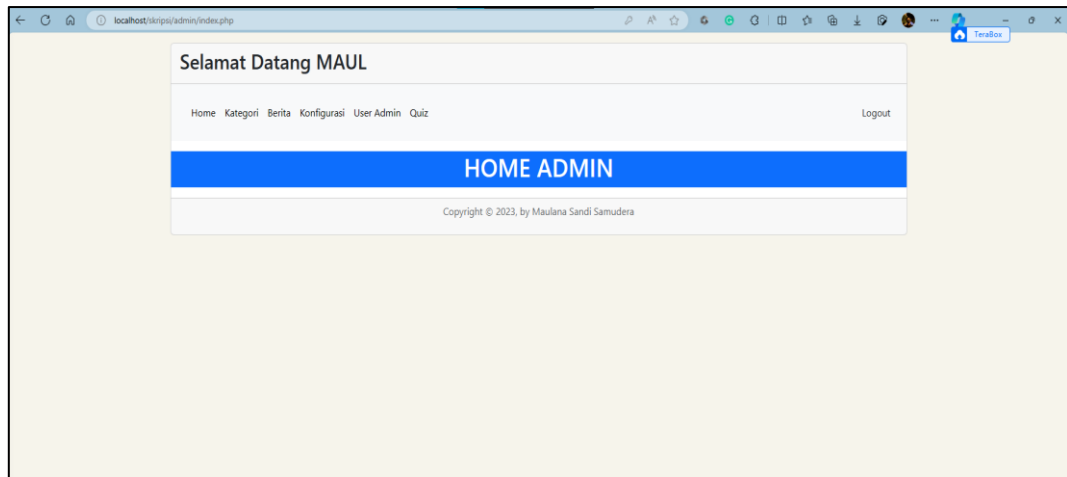 localhost/skripsi/admin/index.php
TeraBox
Selamat Datang MAUL
Home Kategori Berita Konfigurasi User Admin Quiz Logout
HOME ADMIN
Copyright © 2023, by Maulana Sandi Samudera